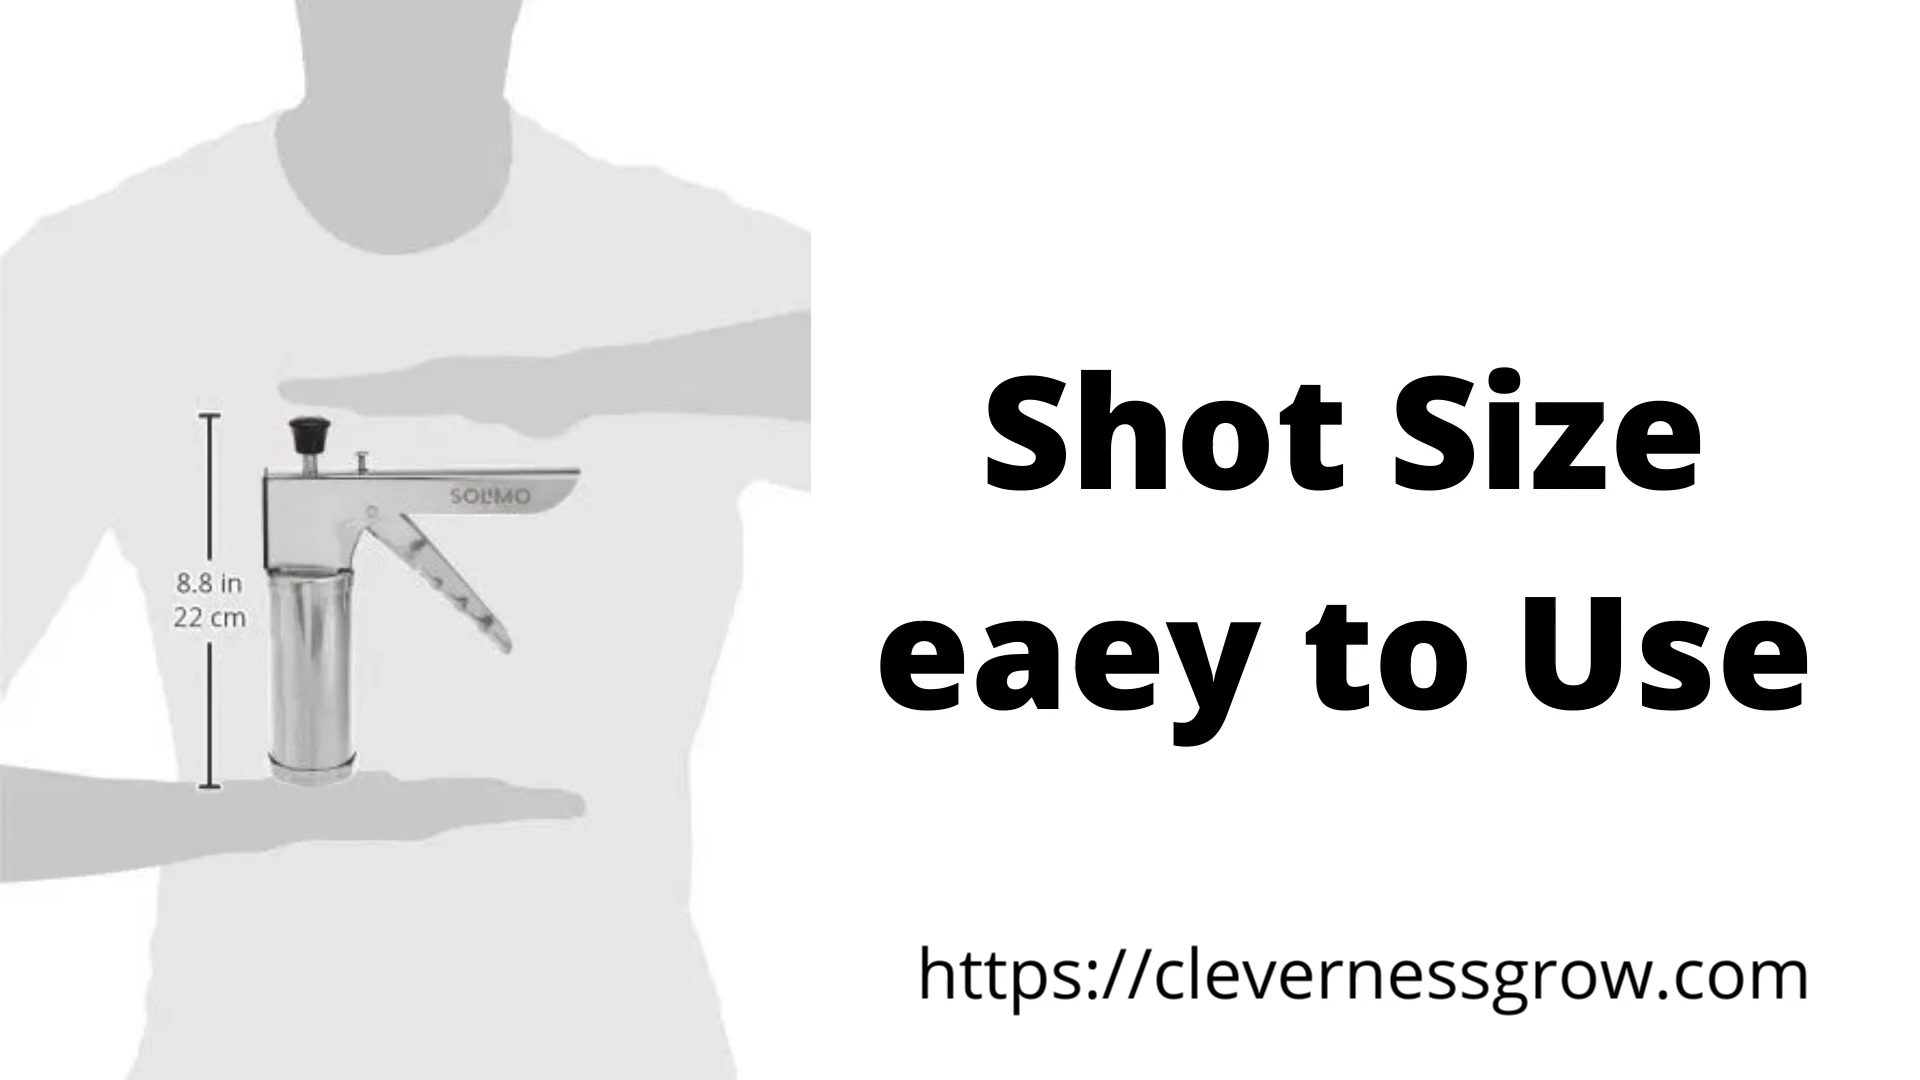 SOLIMO
8.8 in
22 cm
Shot Size
eaey to Use
https://clevernessgrow.com